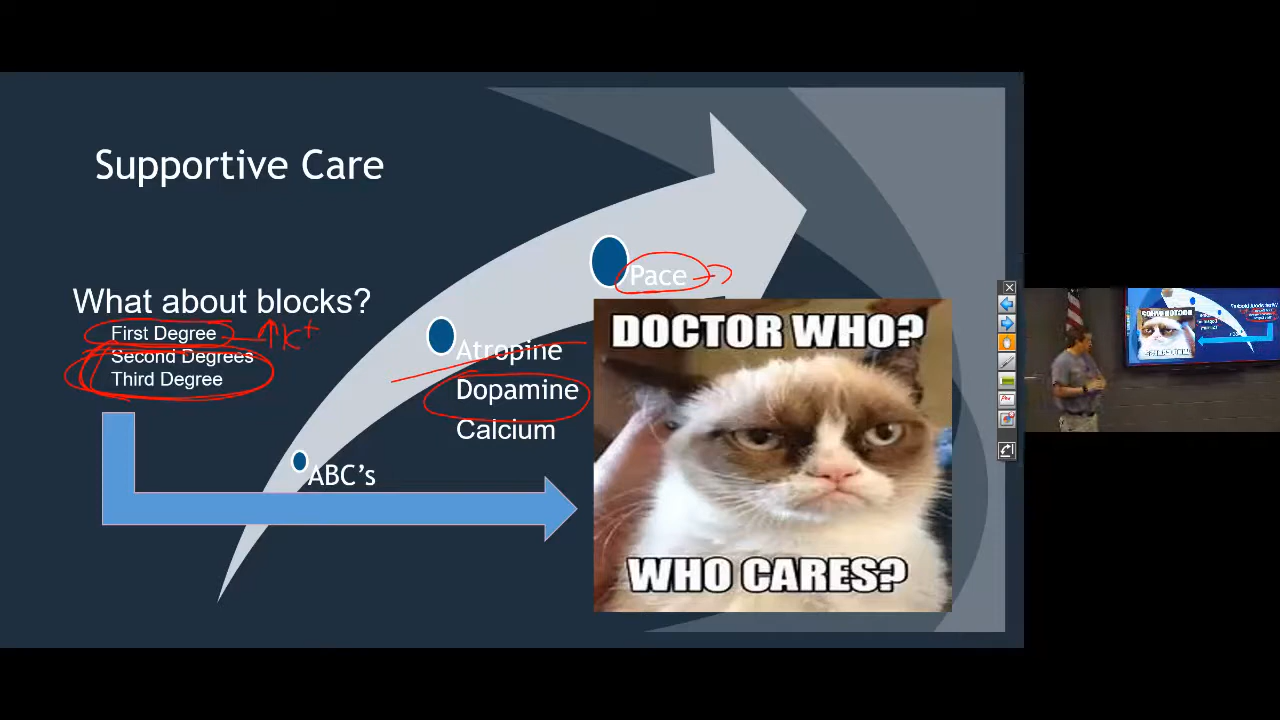 Supportive Care
What about blocks?
First Degree
↑K+
Second Degrees
Third Degree
Pace
Atropine
Dopamine
Calcium
ABC's
DOCTOR WHO?
WHO CARES?